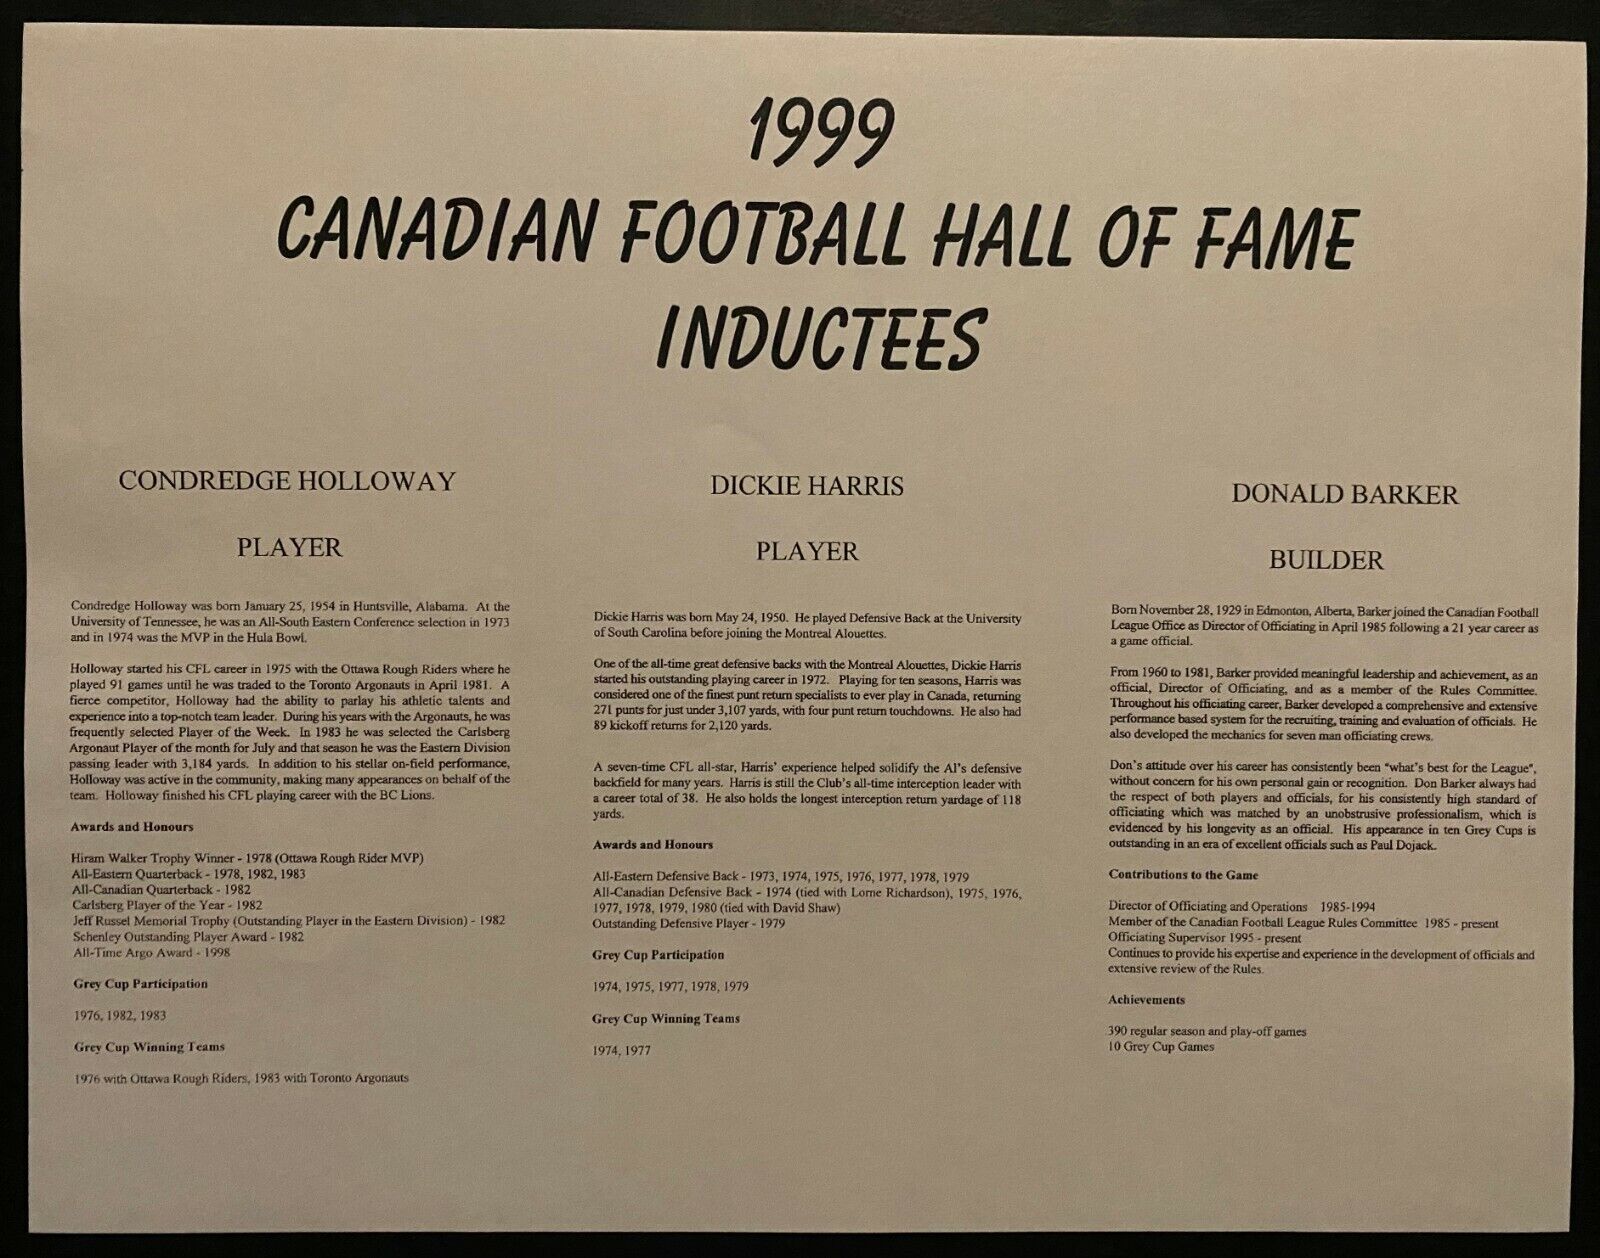 1999
CANADIAN FOOTBALL HALL OF FAME
INDUCTEES
CONDREDGE HOLLOWAY
PLAYER
Condredge Holloway was born January 25, 1954 in Huntsville, Alabama. At the
University of Tennessee, he was an All-South Eastern Conference selection in 1973
and in 1974 was the MVP in the Hula Bowl.
Holloway started his CFL career in 1975 with the Ottawa Rough Riders where he
played 91 games until he was traded to the Toronto Argonauts in April 1981. A
fierce competitor, Holloway had the ability to parlay his athletic talents and
experience into a top-notch team leader. During his years with the Argonauts, he was
frequently selected Player of the Week. In 1983 he was selected the Carlsberg
Argonaut Player of the month for July and that season he was the Eastern Division
passing leader with 3,184 yards. In addition to his stellar on-field performance,
Holloway was active in the community, making many appearances on behalf of the
team. Holloway finished his CFL playing career with the BC Lions.
Awards and Honours
Hiram Walker Trophy Winner - 1978 (Ottawa Rough Rider MVP)
All-Eastern Quarterback - 1978, 1982, 1983
All-Canadian Quarterback - 1982
Carlsberg Player of the Year - 1982
Jeff Russel Memorial Trophy (Outstanding Player in the Eastern Division) - 1982
Schenley Outstanding Player Award - 1982
All-Time Argo Award - 1998
Grey Cup Participation
1976, 1982, 1983
Grey Cup Winning Teams
1976 with Ottawa Rough Riders, 1983 with Toronto Argonauts
DICKIE HARRIS
PLAYER
Dickie Harris was born May 24, 1950. He played Defensive Back at the University
of South Carolina before joining the Montreal Alouettes.
One of the all-time great defensive backs with the Montreal Alouettes, Dickie Harris
started his outstanding playing career in 1972. Playing for ten seasons, Harris was
considered one of the finest punt return specialists to ever play in Canada, returning
271 punts for just under 3,107 yards, with four punt return touchdowns. He also had
89 kickoff returns for 2,120 yards.
A seven-time CFL all-star, Harris' experience helped solidify the Al's defensive
backfield for many years. Harris is still the Club's all-time interception leader with
a career total of 38. He also holds the longest interception return yardage of 118
yards.
Awards and Honours
All-Eastern Defensive Back - 1973, 1974, 1975, 1976, 1977, 1978, 1979
All-Canadian Defensive Back - 1974 (tied with Lorne Richardson), 1975, 1976,
1977, 1978, 1979, 1980 (tied with David Shaw)
Outstanding Defensive Player - 1979
Grey Cup Participation
1974, 1975, 1977, 1978, 1979
Grey Cup Winning Teams
1974, 1977
DONALD BARKER
BUILDER
Born November 28, 1929 in Edmonton, Alberta, Barker joined the Canadian Football
League Office as Director of Officiating in April 1985 following a 21 year career as
a game official.
From 1960 to 1981, Barker provided meaningful leadership and achievement, as an
official, Director of Officiating, and as a member of the Rules Committee.
Throughout his officiating career, Barker developed a comprehensive and extensive
performance based system for the recruiting, training and evaluation of officials. He
also developed the mechanics for seven man officiating crews.
Don's attitude over his career has consistently been "what's best for the League",
without concern for his own personal gain or recognition. Don Barker always had
the respect of both players and officials, for his consistently high standard of
officiating which was matched by an unobstrusive professionalism, which is
evidenced by his longevity as an official. His appearance in ten Grey Cups is
outstanding in an era of excellent officials such as Paul Dojack.
Contributions to the Game
Director of Officiating and Operations 1985-1994
Member of the Canadian Football League Rules Committee 1985 - present
Officiating Supervisor 1995 - present
Continues to provide his expertise and experience in the development of officials and
extensive review of the Rules.
Achievements
390 regular season and play-off games
10 Grey Cup Games